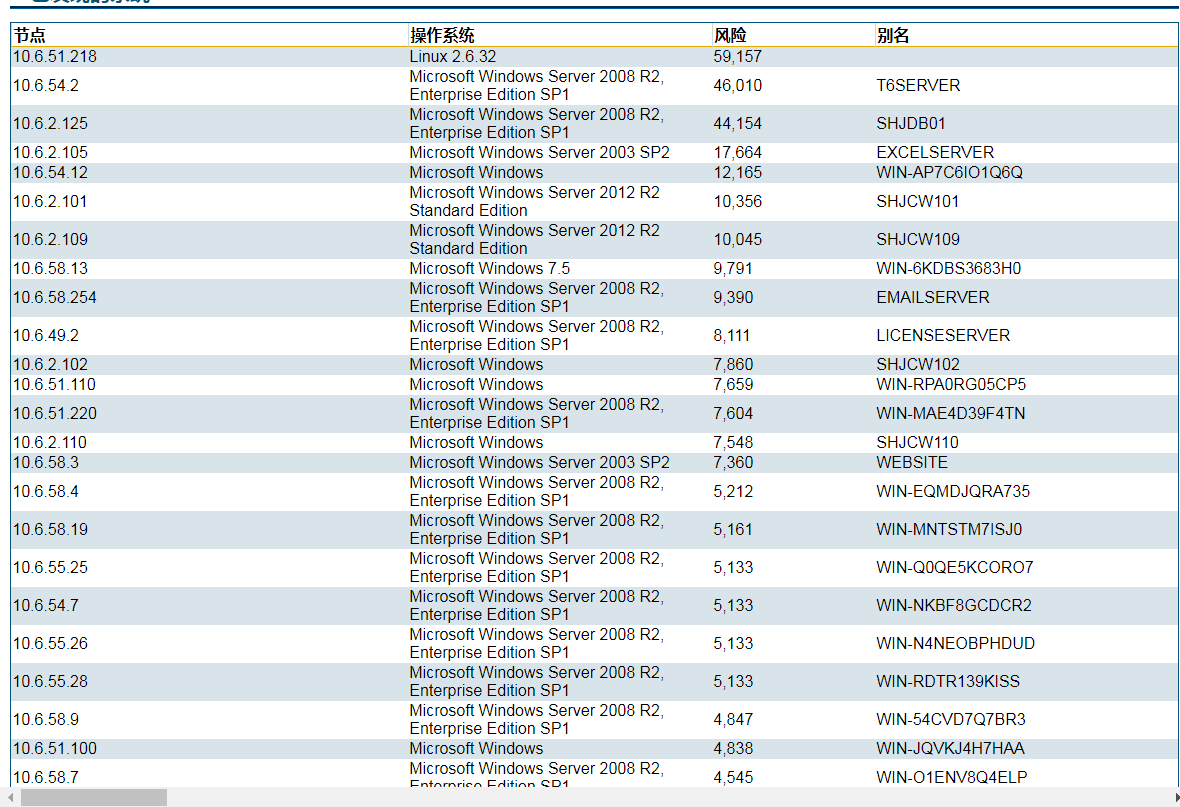 节点 操作系统 风险 别名
10.6.51.218 Linux 2.6.32 59,157
10.6.54.2 Microsoft Windows Server 2008 R2, 46,010 T6SERVER
Enterprise Edition SP1
10.6.2.125 Microsoft Windows Server 2008 R2, 44,154 SHJDB01
Enterprise Edition SP1
10.6.2.105 Microsoft Windows Server 2003 SP2 17,664 EXCELSERVER
10.6.54.12 Microsoft Windows 12,165 WIN-AP7C6IO1Q6Q
10.6.2.101 Microsoft Windows Server 2012 R2 10,356 SHJCW101
Standard Edition
10.6.2.109 Microsoft Windows Server 2012 R2 10,045 SHJCW109
Standard Edition
10.6.58.13 Microsoft Windows 7.5 9,791 WIN-6KDBS3683H0
10.6.58.254 Microsoft Windows Server 2008 R2, 9,390 EMAILSERVER
Enterprise Edition SP1
10.6.49.2 Microsoft Windows Server 2008 R2, 8,111 LICENSESERVER
Enterprise Edition SP1
10.6.2.102 Microsoft Windows 7,860 SHJCW102
10.6.51.110 Microsoft Windows 7,659 WIN-RPA0RG05CP5
10.6.51.220 Microsoft Windows Server 2008 R2, 7,604 WIN-MAE4D39F4TN
Enterprise Edition SP1
10.6.2.110 Microsoft Windows 7,548 SHJCW110
10.6.58.3 Microsoft Windows Server 2003 SP2 7,360 WEBSITE
10.6.58.4 Microsoft Windows Server 2008 R2, 5,212 WIN-EQMDJQRA735
Enterprise Edition SP1
10.6.58.19 Microsoft Windows Server 2008 R2, 5,161 WIN-MNTSTM7ISJ0
Enterprise Edition SP1
10.6.55.25 Microsoft Windows Server 2008 R2, 5,133 WIN-Q0QE5KCORO7
Enterprise Edition SP1
10.6.54.7 Microsoft Windows Server 2008 R2, 5,133 WIN-NKBF8GCDCR2
Enterprise Edition SP1
10.6.55.26 Microsoft Windows Server 2008 R2, 5,133 WIN-N4NEOBPHDUD
Enterprise Edition SP1
10.6.55.28 Microsoft Windows Server 2008 R2, 5,133 WIN-RDTR139KISS
Enterprise Edition SP1
10.6.58.9 Microsoft Windows Server 2008 R2, 4,847 WIN-54CVD7Q7BR3
Enterprise Edition SP1
10.6.51.100 Microsoft Windows 4,838 WIN-JQVKJ4H7HAA
10.6.58.7 Microsoft Windows Server 2008 R2, 4,545 WIN-O1ENV8Q4ELP
Enterprise Edition SP1